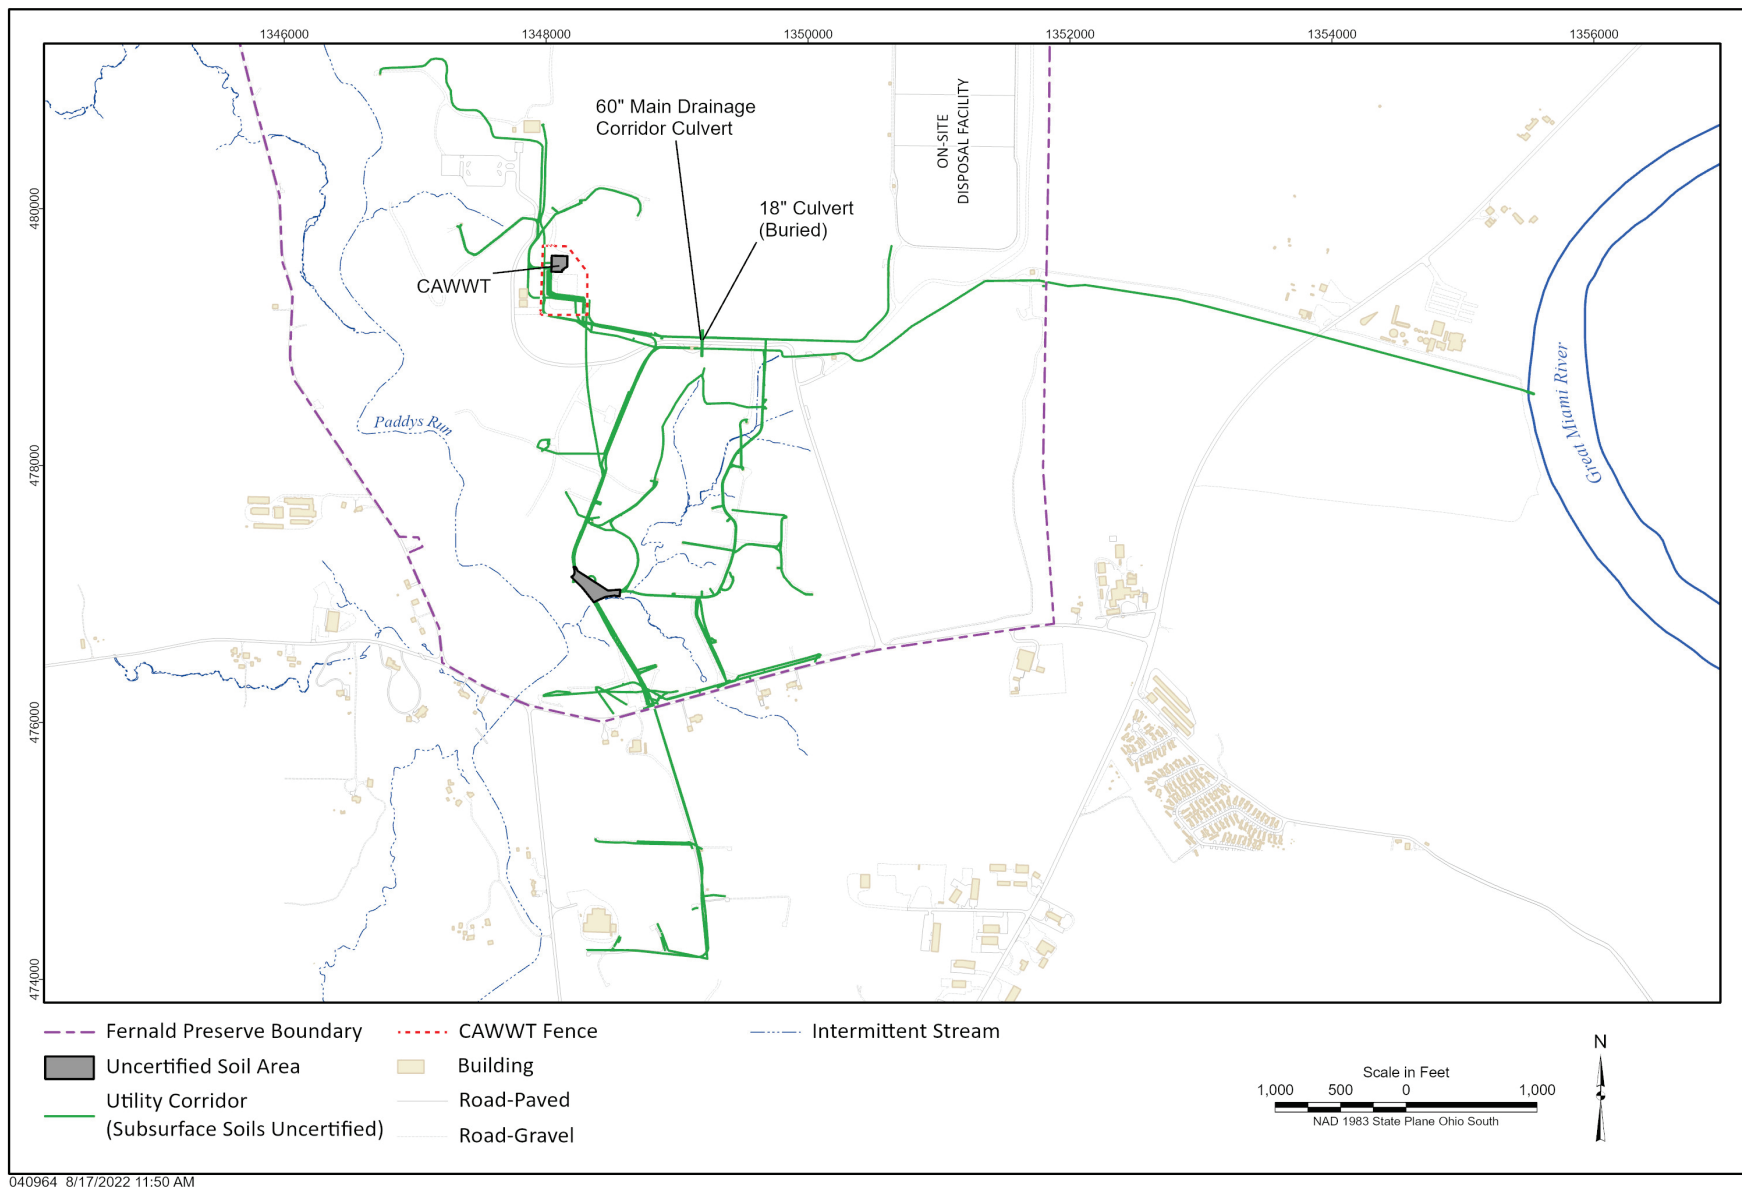 1346000 1348000 1350000 1352000 1354000 1356000
480000
478000
476000
474000
60" Main Drainage
Corridor Culvert
18" Culvert
(Buried)
ON-SITE
DISPOSAL FACILITY
CAWWT
Paddys Run
Great Miami River
Fernald Preserve Boundary
Uncertified Soil Area
Utility Corridor
(Subsurface Soils Uncertified)
CAWWT Fence
Building
Road-Paved
Road-Gravel
Intermittent Stream
Scale in Feet
1,000 500 0 1,000
NAD 1983 State Plane Ohio South
N
040964 8/17/2022 11:50 AM